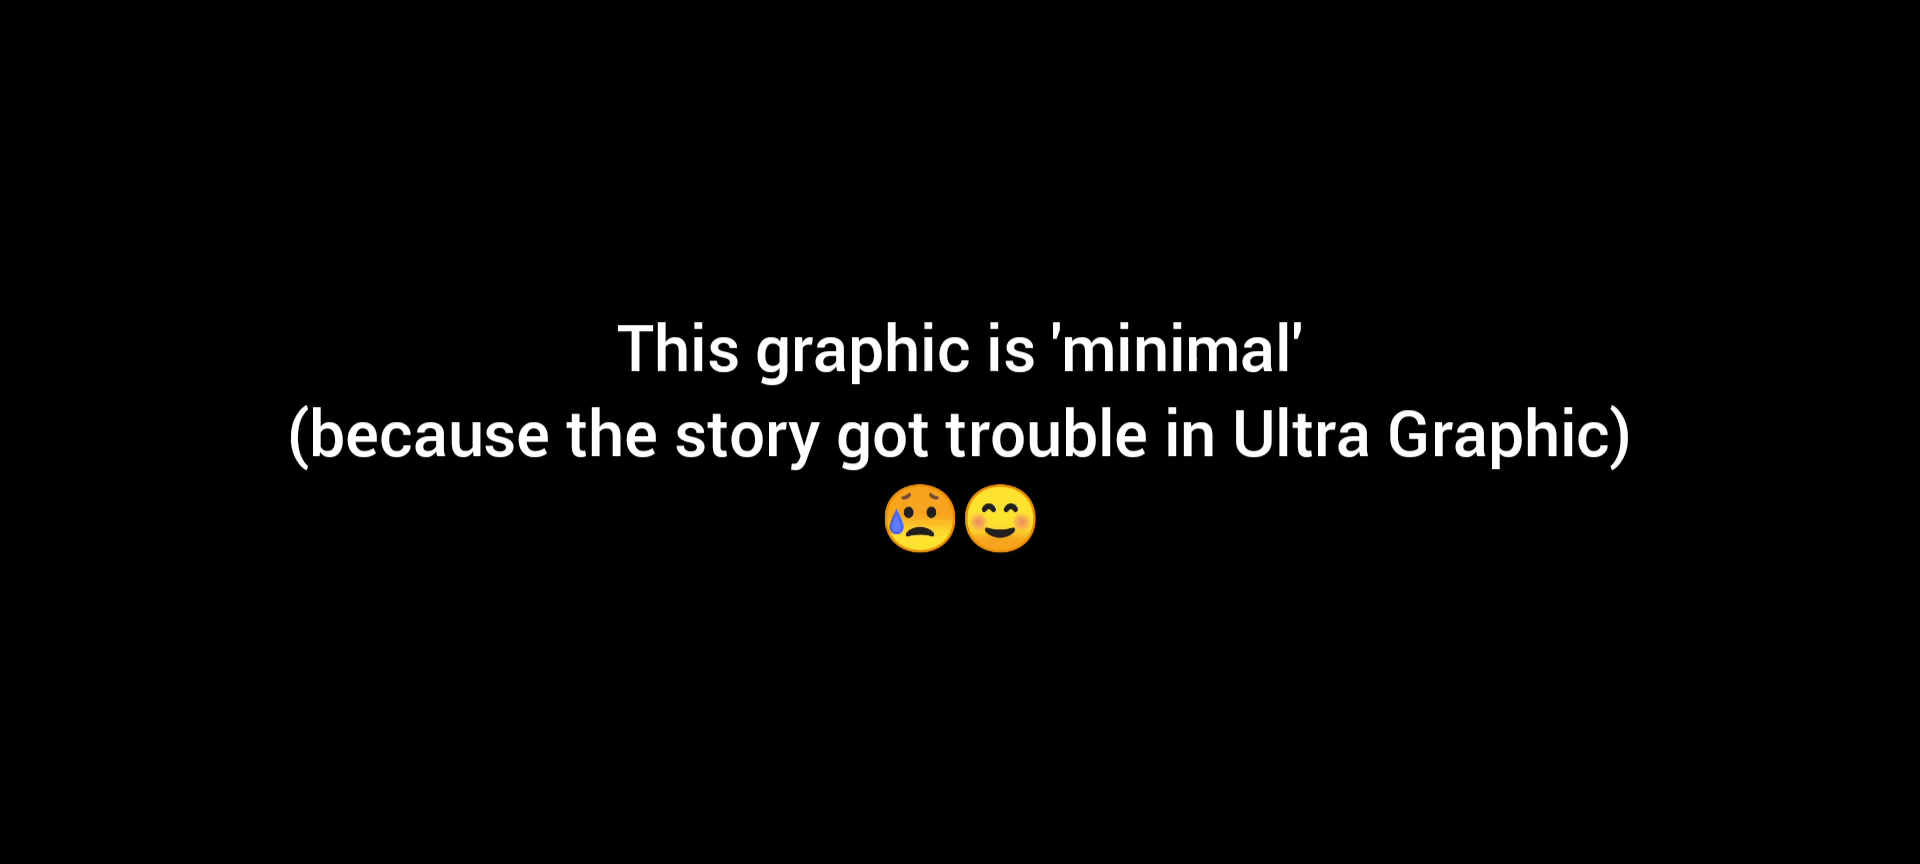 This graphic is 'minimal'
(because the story got trouble in Ultra Graphic)
😥😊